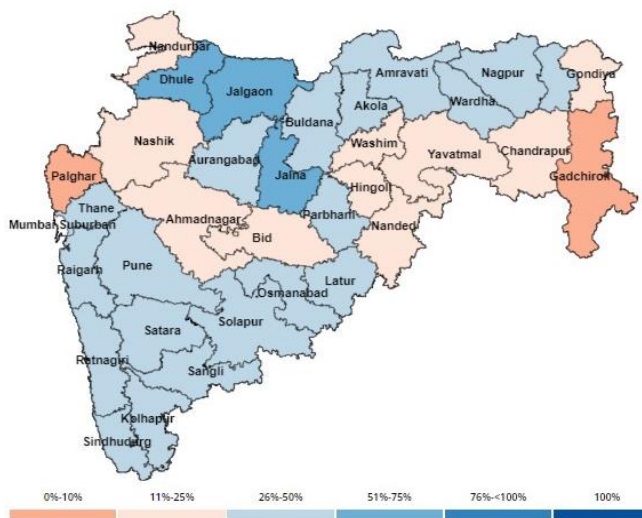 Nandurbar
Dhule
Jalgaon
Amravati
Nagpur
Gondiya
Buldana
Akola
Wardha
Nashik
Aurangabad
Washim
Yavatmal
Chandrapur
Palghar
Jalna
Hingoli
Gadchiroli
Thane
Ahmadnagar
Parbhani
Nanded
Mumbai Suburban
Bid
Raigarh
Pune
Latur
Osmanabad
Satara
Solapur
Ratnagiri
Sangli
Kolhapur
Sindhudurg
0%-10% 11%-25% 26%-50% 51%-75% 76%-<100% 100%